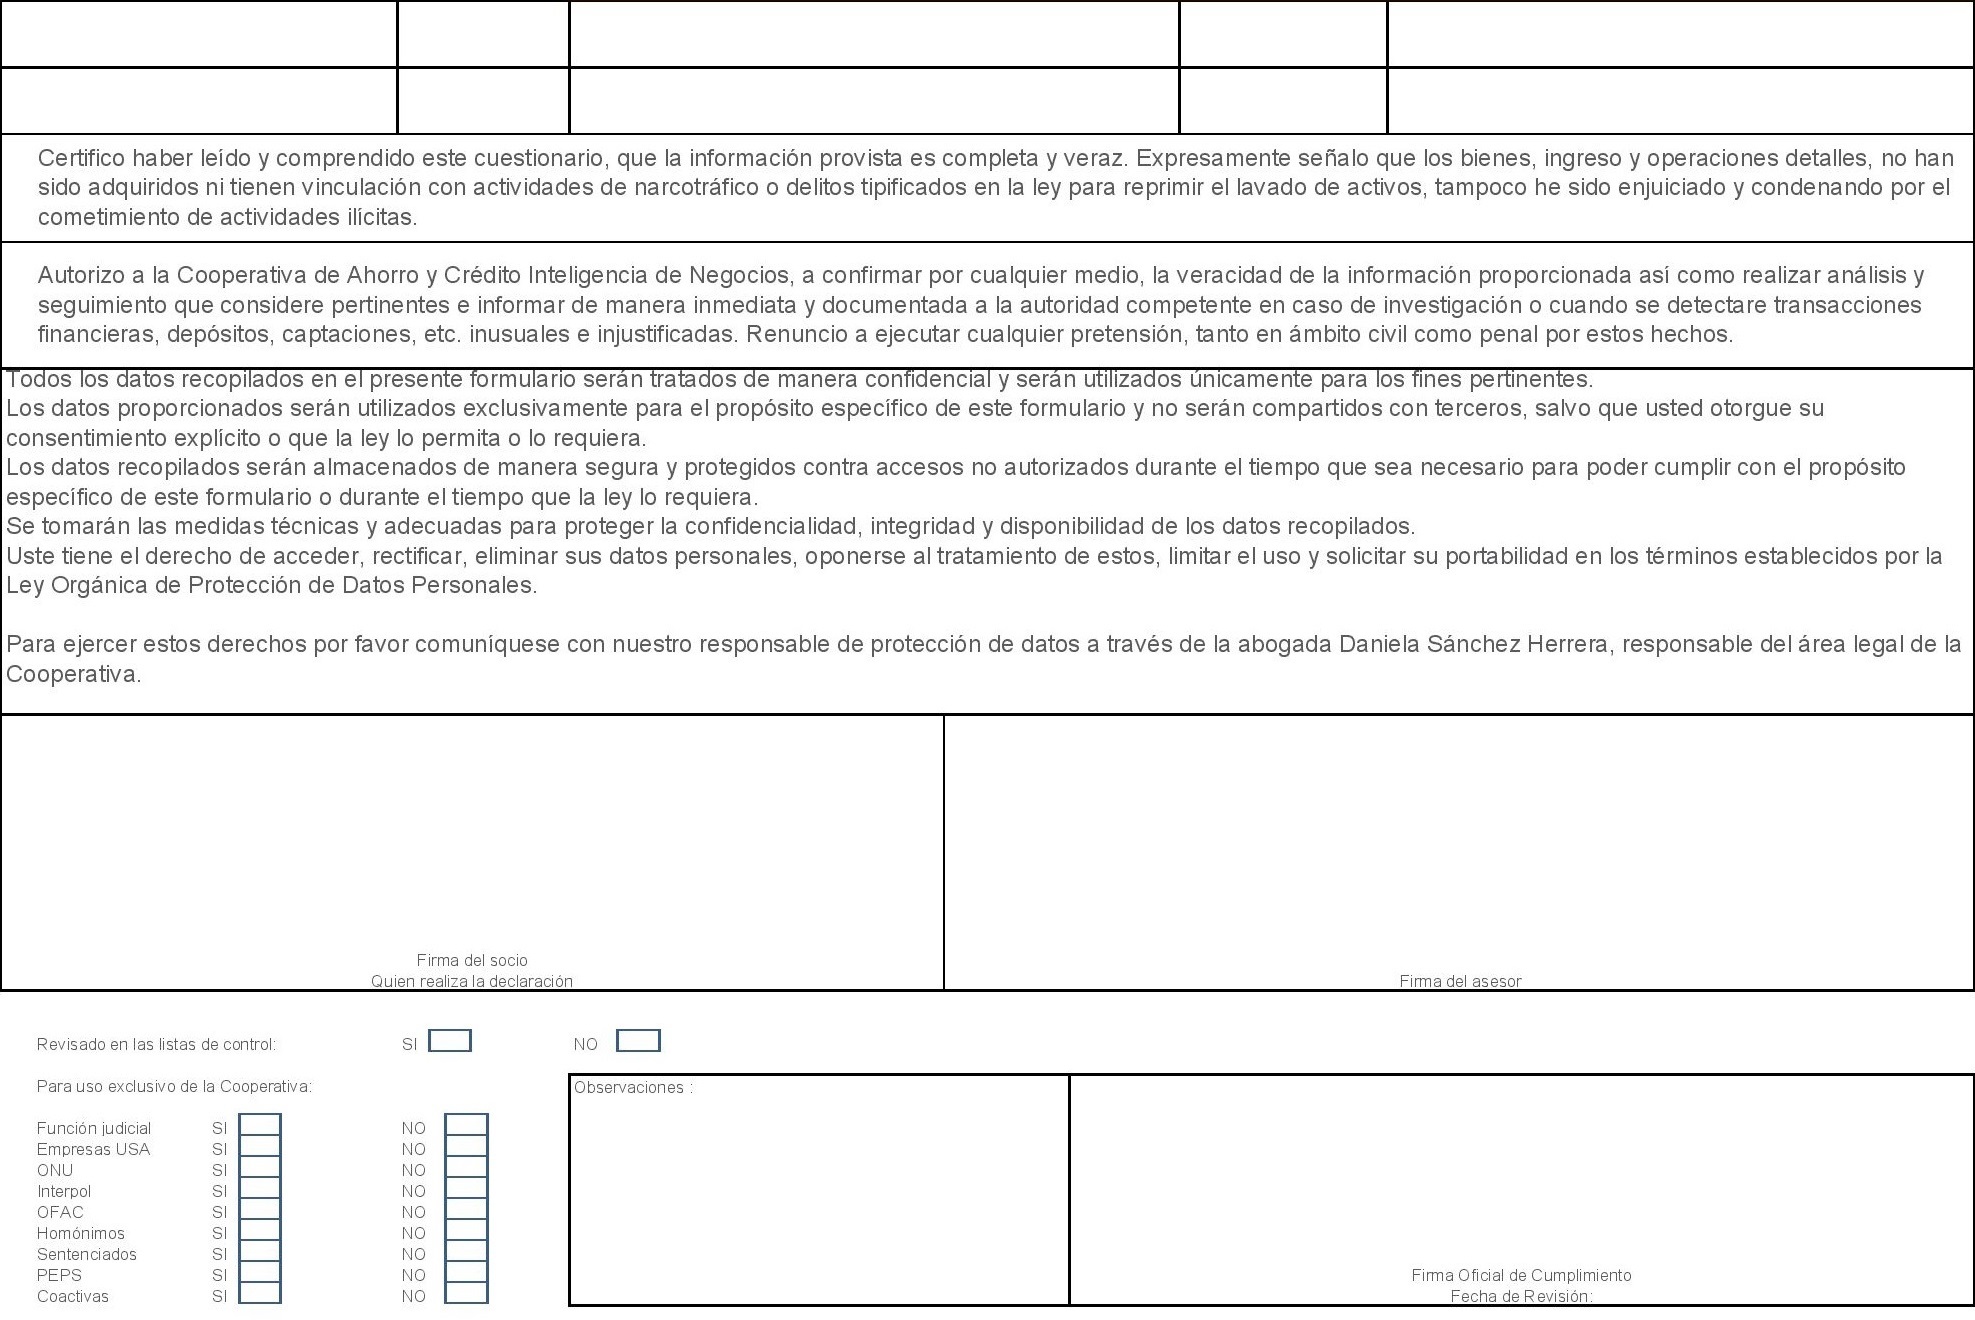 Certifico haber leído y comprendido este cuestionario, que la información provista es completa y veraz. Expresamente señalo que los bienes, ingreso y operaciones detalles, no han
sido adquiridos ni tienen vinculación con actividades de narcotráfico o delitos tipificados en la ley para reprimir el lavado de activos, tampoco he sido enjuiciado y condenando por el
cometimiento de actividades ilícitas.
Autorizo a la Cooperativa de Ahorro y Crédito Inteligencia de Negocios, a confirmar por cualquier medio, la veracidad de la información proporcionada así como realizar análisis y
seguimiento que considere pertinentes e informar de manera inmediata y documentada a la autoridad competente en caso de investigación o cuando se detectare transacciones
financieras, depósitos, captaciones, etc. inusuales e injustificadas. Renuncio a ejecutar cualquier pretensión, tanto en ámbito civil como penal por estos hechos.
Todos los datos recopilados en el presente formulario serán tratados de manera confidencial y serán utilizados únicamente para los fines pertinentes.
Los datos proporcionados serán utilizados exclusivamente para el propósito específico de este formulario y no serán compartidos con terceros, salvo que usted otorgue su
consentimiento explícito o que la ley lo permita o lo requiera.
Los datos recopilados serán almacenados de manera segura y protegidos contra accesos no autorizados durante el tiempo que sea necesario para poder cumplir con el propósito
específico de este formulario o durante el tiempo que la ley lo requiera.
Se tomarán las medidas técnicas y adecuadas para proteger la confidencialidad, integridad y disponibilidad de los datos recopilados.
Uste tiene el derecho de acceder, rectificar, eliminar sus datos personales, oponerse al tratamiento de estos, limitar el uso y solicitar su portabilidad en los términos establecidos por la
Ley Orgánica de Protección de Datos Personales.
Para ejercer estos derechos por favor comuníquese con nuestro responsable de protección de datos a través de la abogada Daniela Sánchez Herrera, responsable del área legal de la
Cooperativa.
Firma del socio
Quien realiza la declaración
Firma del asesor
Revisado en las listas de control: SI NO
Para uso exclusivo de la Cooperativa:
Función judicial SI NO
Empresas USA SI NO
ONU SI NO
Interpol SI NO
OFAC SI NO
Homónimos SI NO
Sentenciados SI NO
PEPS SI NO
Coactivas SI NO
Observaciones :
Firma Oficial de Cumplimiento
Fecha de Revisión: